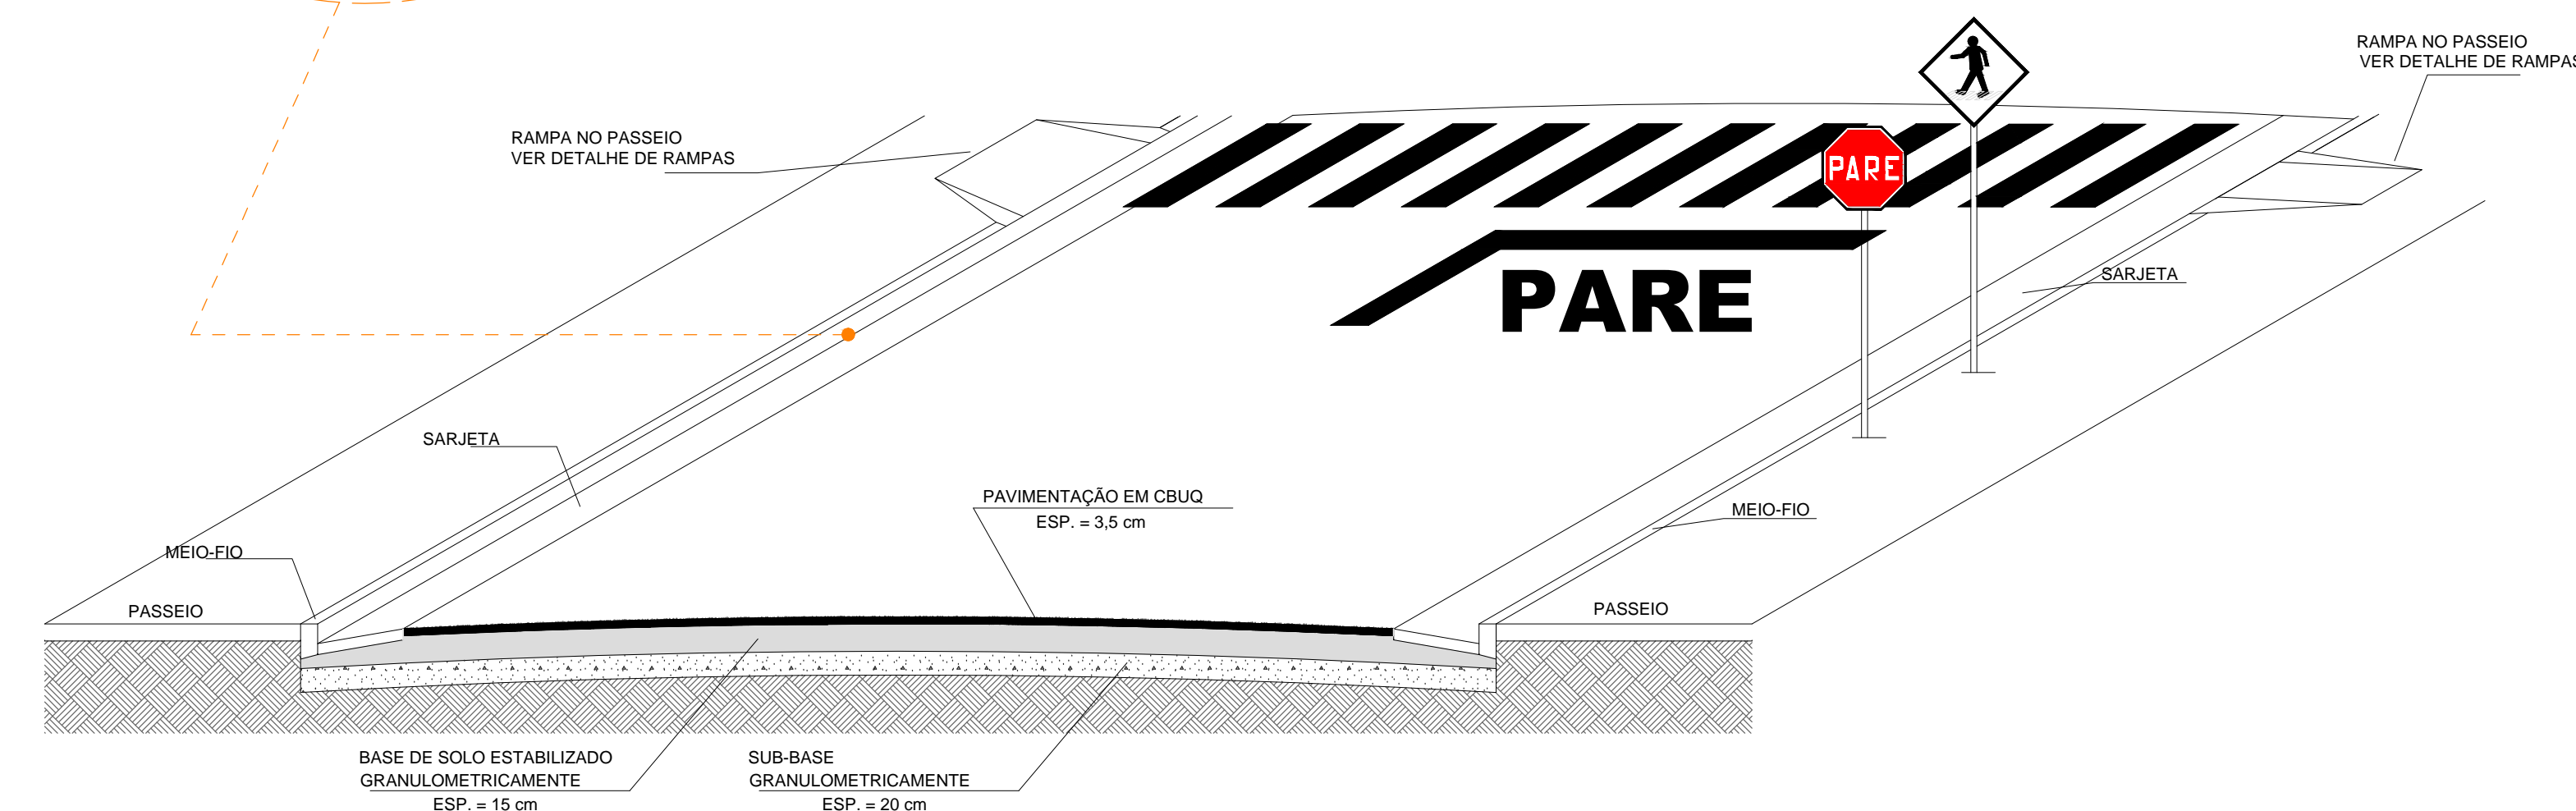 RAMPA NO PASSEIO
VER DETALHE DE RAMPAS
RAMPA NO PASSEIO
VER DETALHE DE RAMPAS
PARE
PARE
SARJETA
SARJETA
PAVIMENTAÇÃO EM CBUQ
ESP. = 3,5 cm
MEIO-FIO
MEIO-FIO
PASSEIO
PASSEIO
BASE DE SOLO ESTABILIZADO
GRANULOMETRICAMENTE
ESP. = 15 cm
SUB-BASE
GRANULOMETRICAMENTE
ESP. = 20 cm